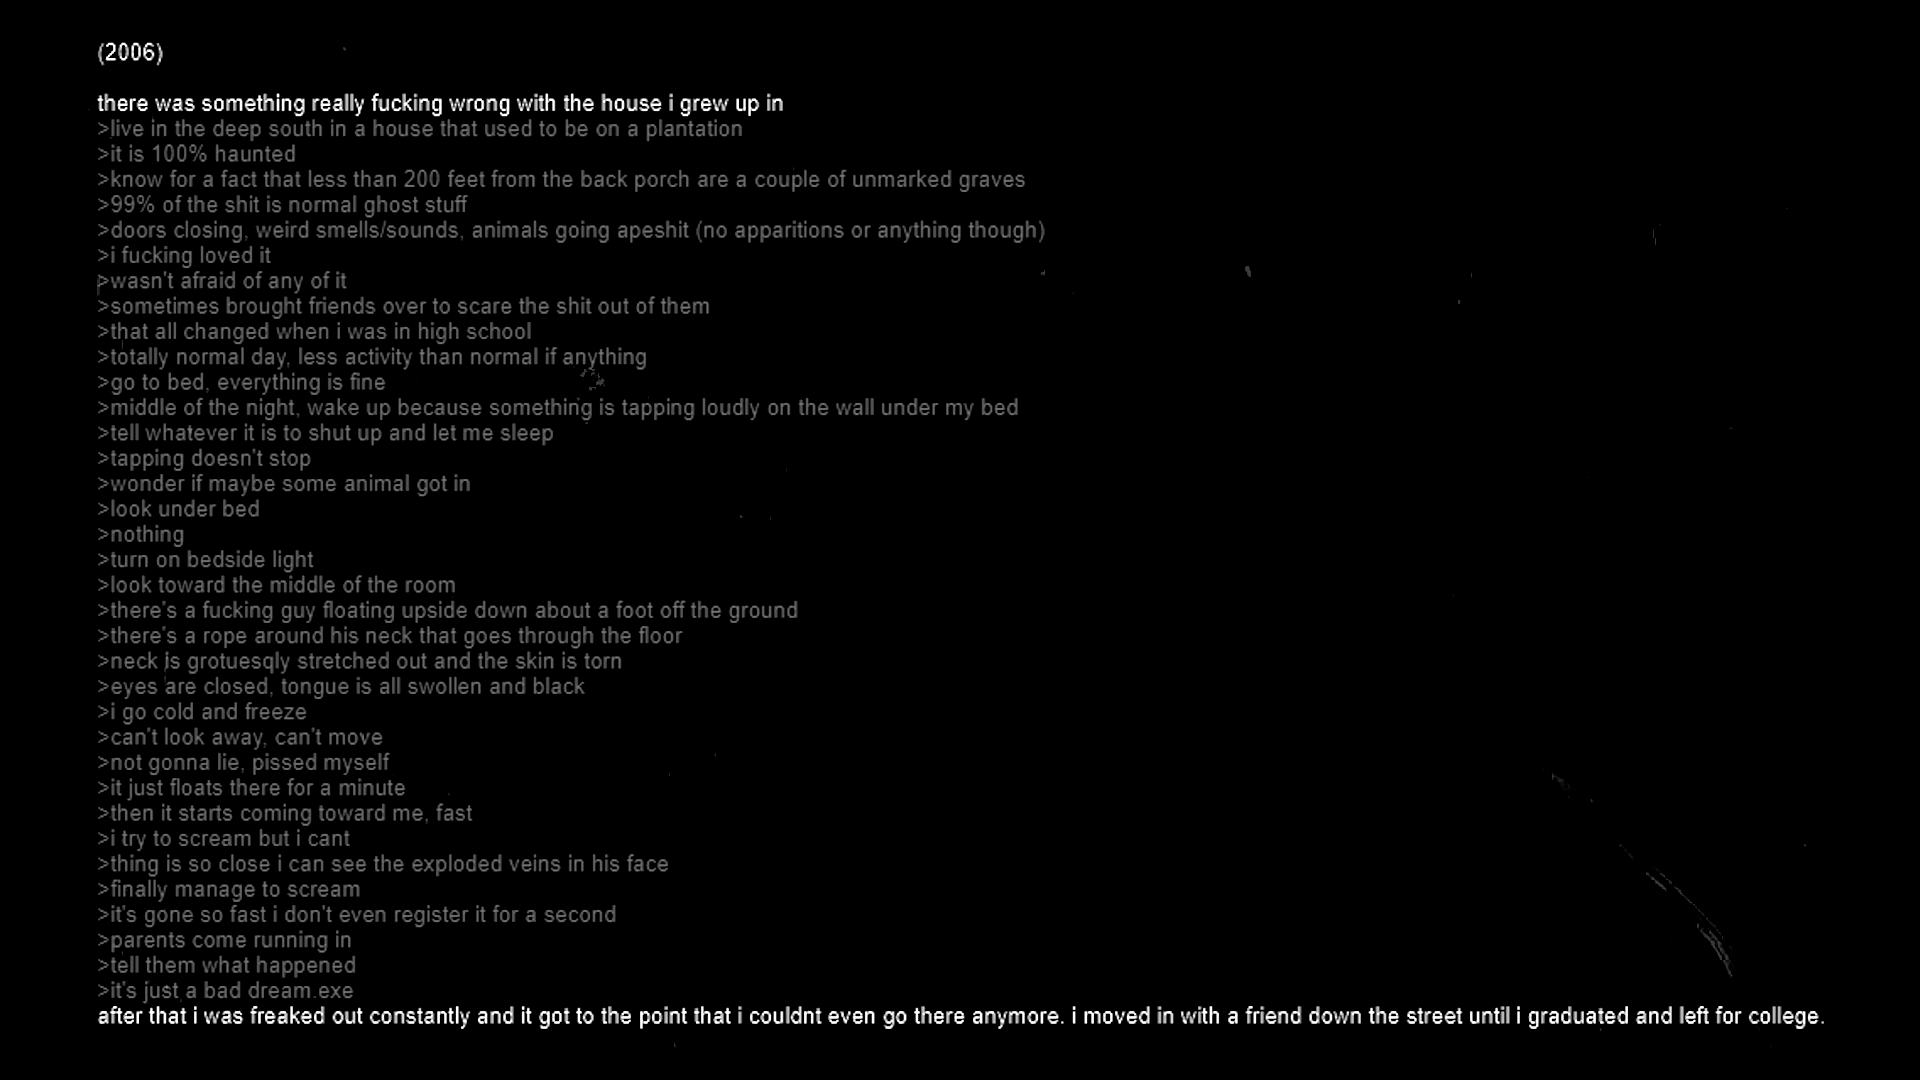 (2006)
there was something really fucking wrong with the house i grew up in
>live in the deep south in a house that used to be on a plantation
>it is 100% haunted
>know for a fact that less than 200 feet from the back porch are a couple of unmarked graves
>99% of the shit is normal ghost stuff
>doors closing, weird smells/sounds, animals going apeshit (no apparitions or anything though)
>i fucking loved it
>wasn't afraid of any of it
>sometimes brought friends over to scare the shit out of them
>that all changed when i was in high school
>totally normal day, less activity than normal if anything
>go to bed, everything is fine
>middle of the night, wake up because something is tapping loudly on the wall under my bed
>tell whatever it is to shut up and let me sleep
>tapping doesn't stop
>wonder if maybe some animal got in
>look under bed
>nothing
>turn on bedside light
>look toward the middle of the room
>there's a fucking guy floating upside down about a foot off the ground
>there's a rope around his neck that goes through the floor
>neck is grotuesqly stretched out and the skin is torn
>eyes are closed, tongue is all swollen and black
>i go cold and freeze
>can't look away, can't move
>not gonna lie, pissed myself
>it just floats there for a minute
>then it starts coming toward me, fast
>i try to scream but i cant
>thing is so close i can see the exploded veins in his face
>finally manage to scream
>it's gone so fast i don't even register it for a second
>parents come running in
>tell them what happened
>it's just a bad dream.exe
after that i was freaked out constantly and it got to the point that i couldnt even go there anymore. i moved in with a friend down the street until i graduated and left for college.